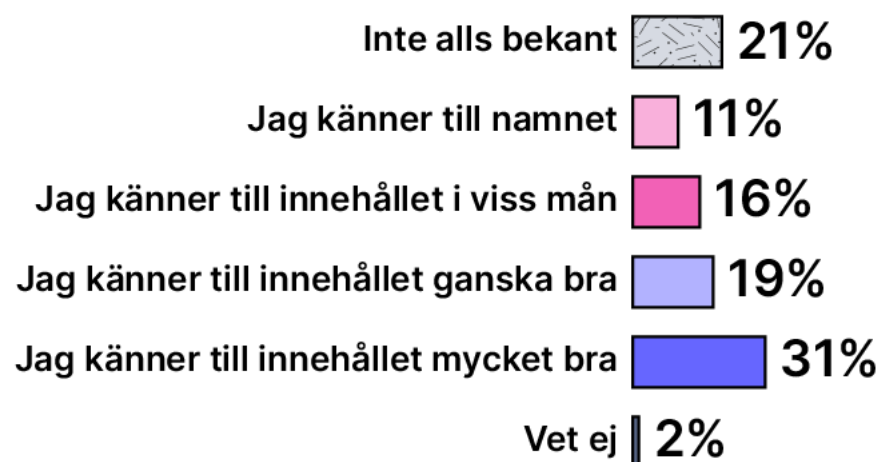 Inte alls bekant 21%
Jag känner till namnet 11%
Jag känner till innehållet i viss mån 16%
Jag känner till innehållet ganska bra 19%
Jag känner till innehållet mycket bra 31%
Vet ej 2%